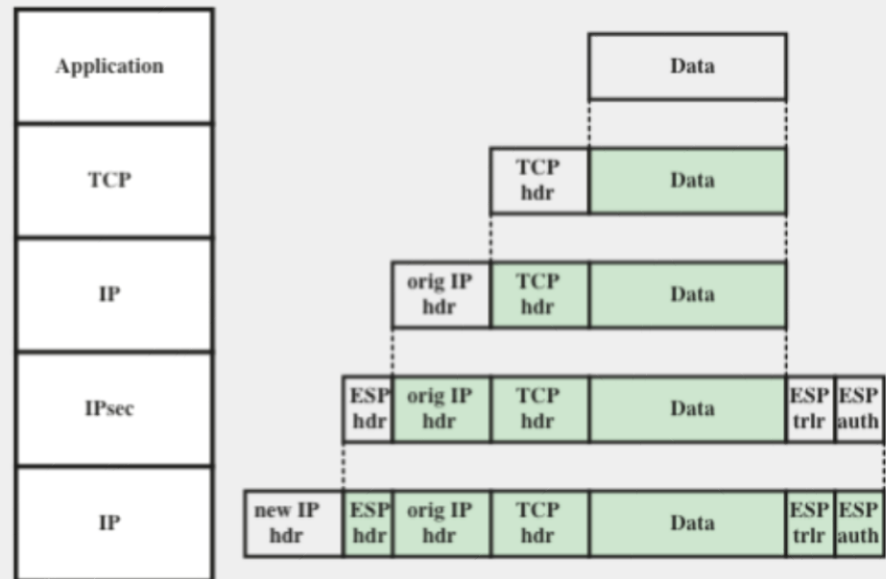 Application
Data
TCP
TCP
hdr
Data
IP
orig IP
hdr
TCP
hdr
Data
IPsec
ESP
hdr
orig IP
hdr
TCP
hdr
Data
ESP
trlr
ESP
auth
IP
new IP
hdr
ESP
hdr
orig IP
hdr
TCP
hdr
Data
ESP
trlr
ESP
auth